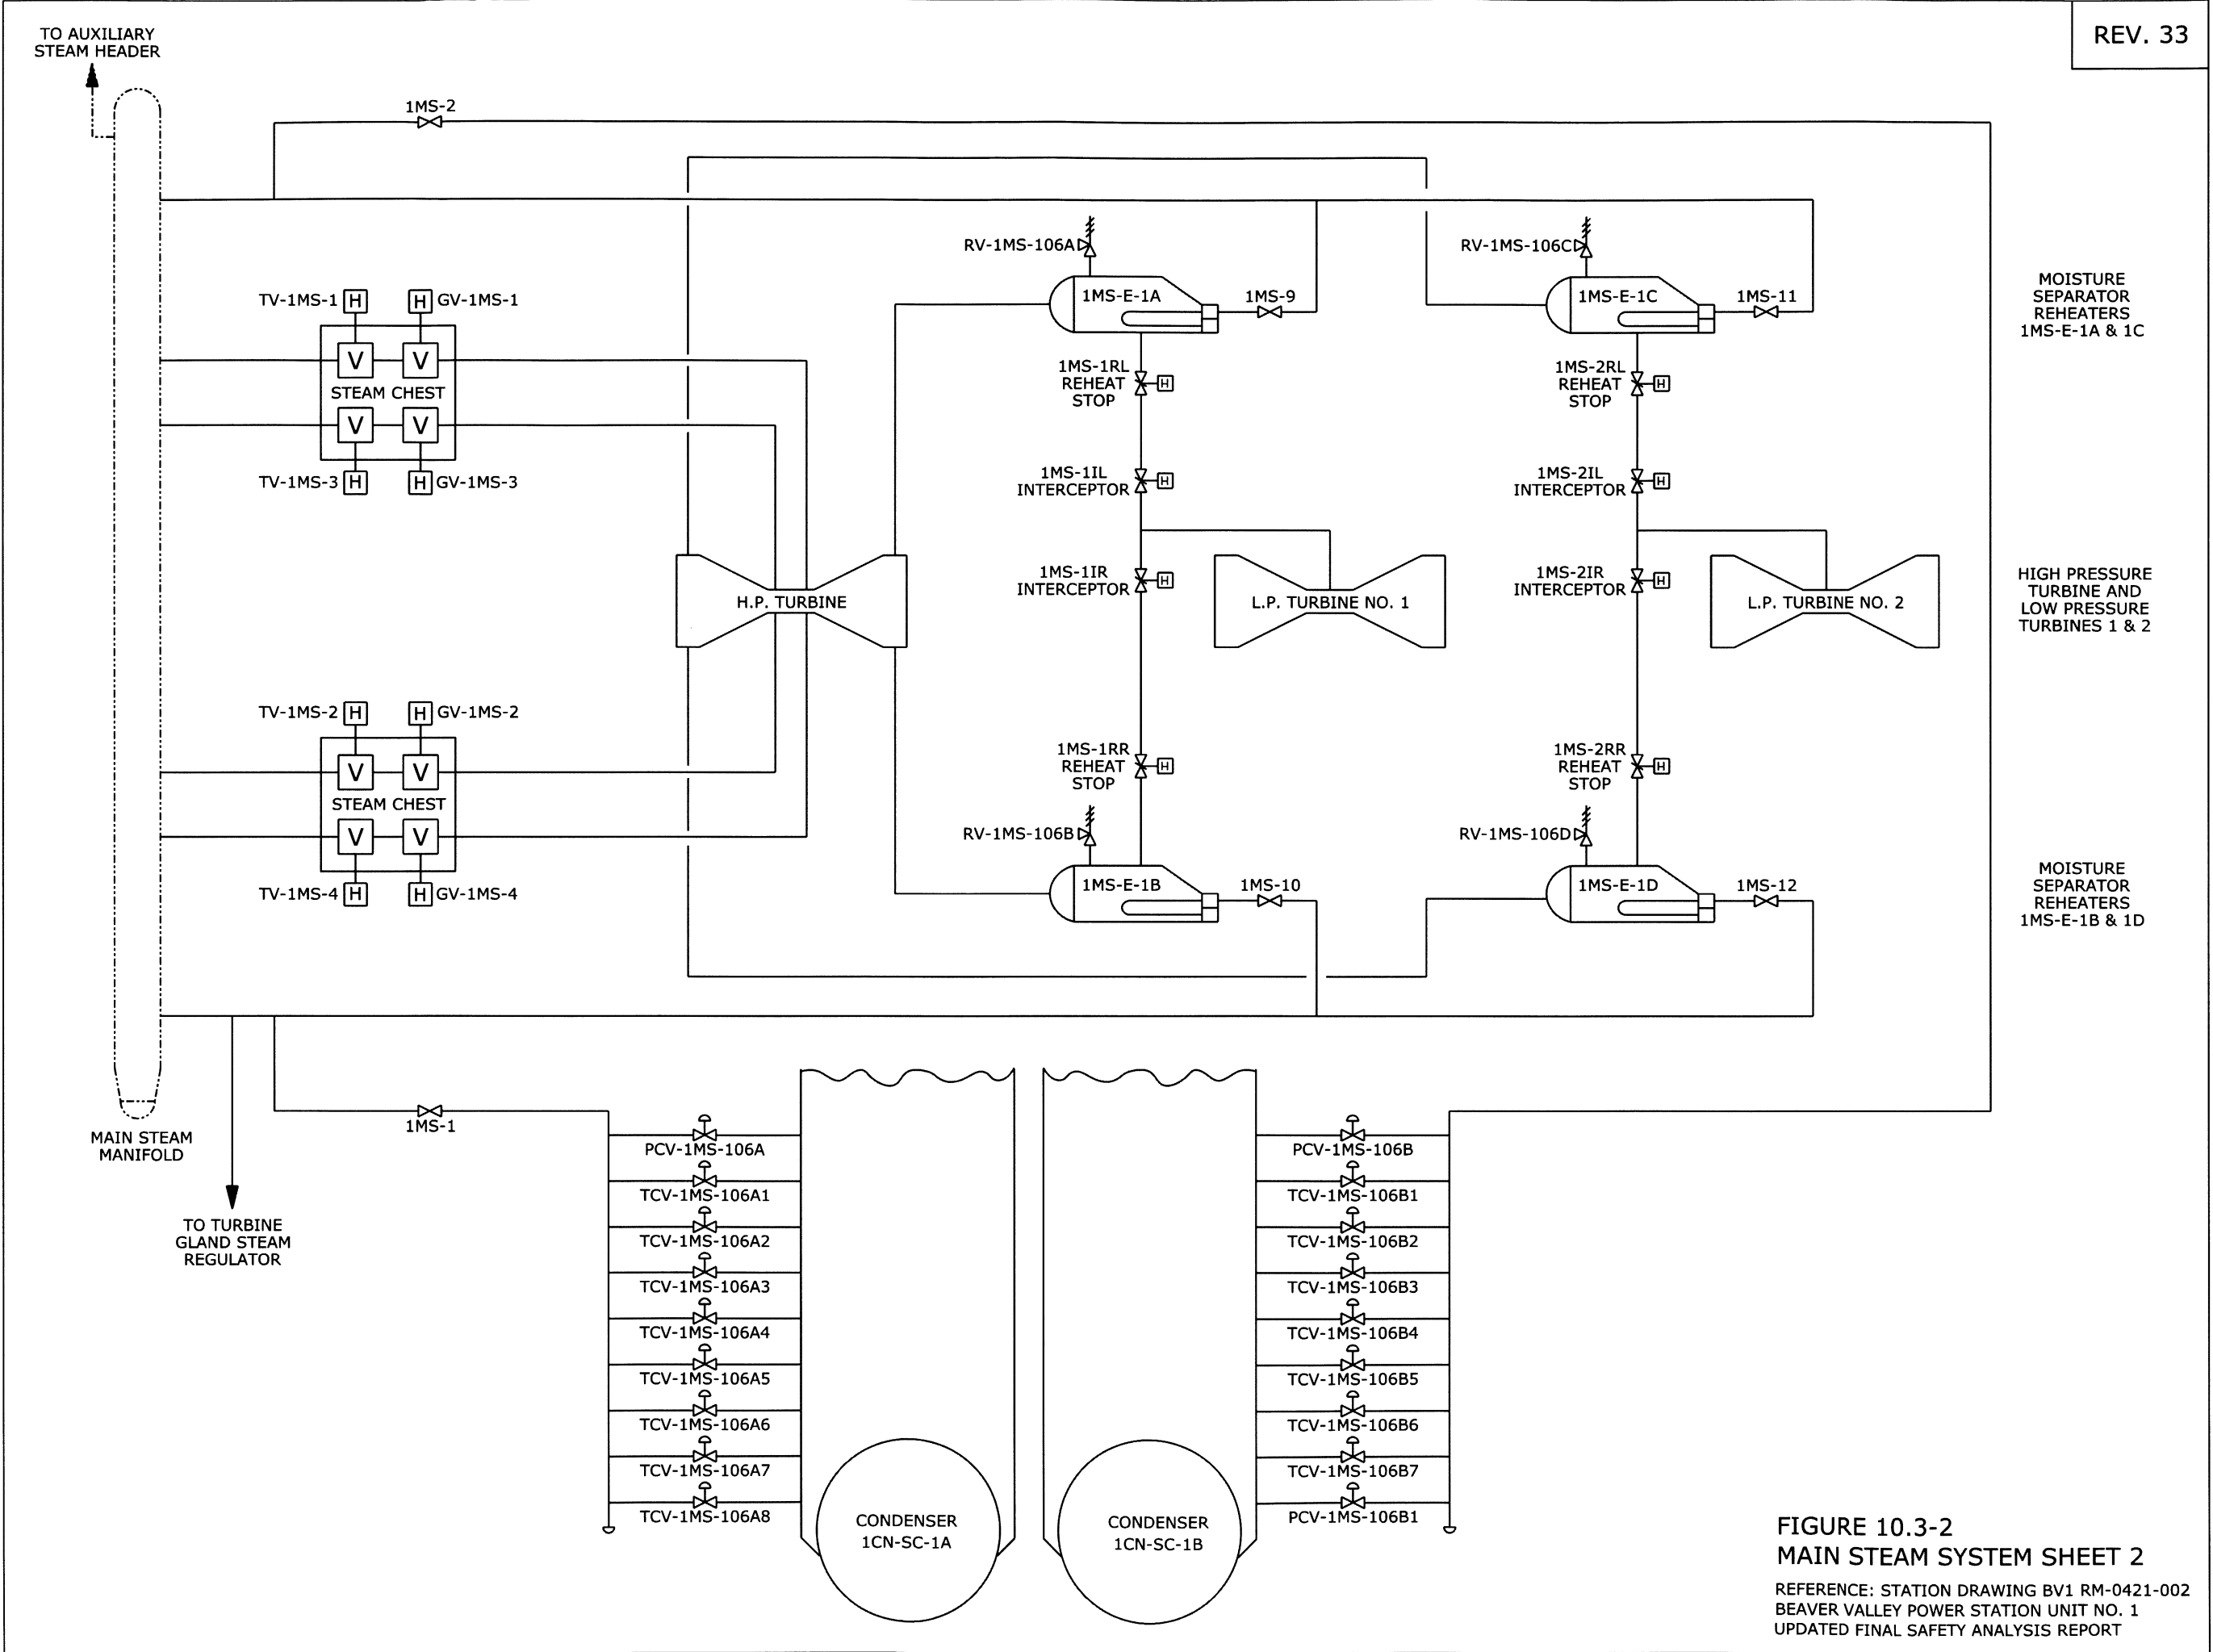 REV. 33
TO AUXILIARY
STEAM HEADER
1MS-2
RV-1MS-106A
RV-1MS-106C
1MS-E-1A
1MS-9
1MS-E-1C
1MS-11
MOISTURE
SEPARATOR
REHEATERS
1MS-E-1A & 1C
TV-1MS-1
H
H
GV-1MS-1
V
V
STEAM CHEST
V
V
TV-1MS-3
H
H
GV-1MS-3
1MS-1RL
REHEAT
STOP
H
1MS-2RL
REHEAT
STOP
H
1MS-1IL
INTERCEPTOR
H
1MS-2IL
INTERCEPTOR
H
1MS-1IR
INTERCEPTOR
H
1MS-2IR
INTERCEPTOR
H
H.P. TURBINE
L.P. TURBINE NO. 1
L.P. TURBINE NO. 2
HIGH PRESSURE
TURBINE AND
LOW PRESSURE
TURBINES 1 & 2
TV-1MS-2
H
H
GV-1MS-2
V
V
STEAM CHEST
V
V
TV-1MS-4
H
H
GV-1MS-4
1MS-1RR
REHEAT
STOP
H
1MS-2RR
REHEAT
STOP
H
RV-1MS-106B
RV-1MS-106D
1MS-E-1B
1MS-10
1MS-E-1D
1MS-12
MOISTURE
SEPARATOR
REHEATERS
1MS-E-1B & 1D
1MS-1
MAIN STEAM
MANIFOLD
TO TURBINE
GLAND STEAM
REGULATOR
PCV-1MS-106A
TCV-1MS-106A1
TCV-1MS-106A2
TCV-1MS-106A3
TCV-1MS-106A4
TCV-1MS-106A5
TCV-1MS-106A6
TCV-1MS-106A7
TCV-1MS-106A8
CONDENSER
1CN-SC-1A
CONDENSER
1CN-SC-1B
PCV-1MS-106B
TCV-1MS-106B1
TCV-1MS-106B2
TCV-1MS-106B3
TCV-1MS-106B4
TCV-1MS-106B5
TCV-1MS-106B6
TCV-1MS-106B7
PCV-1MS-106B1
FIGURE 10.3-2
MAIN STEAM SYSTEM SHEET 2
REFERENCE: STATION DRAWING BV1 RM-0421-002
BEAVER VALLEY POWER STATION UNIT NO. 1
UPDATED FINAL SAFETY ANALYSIS REPORT